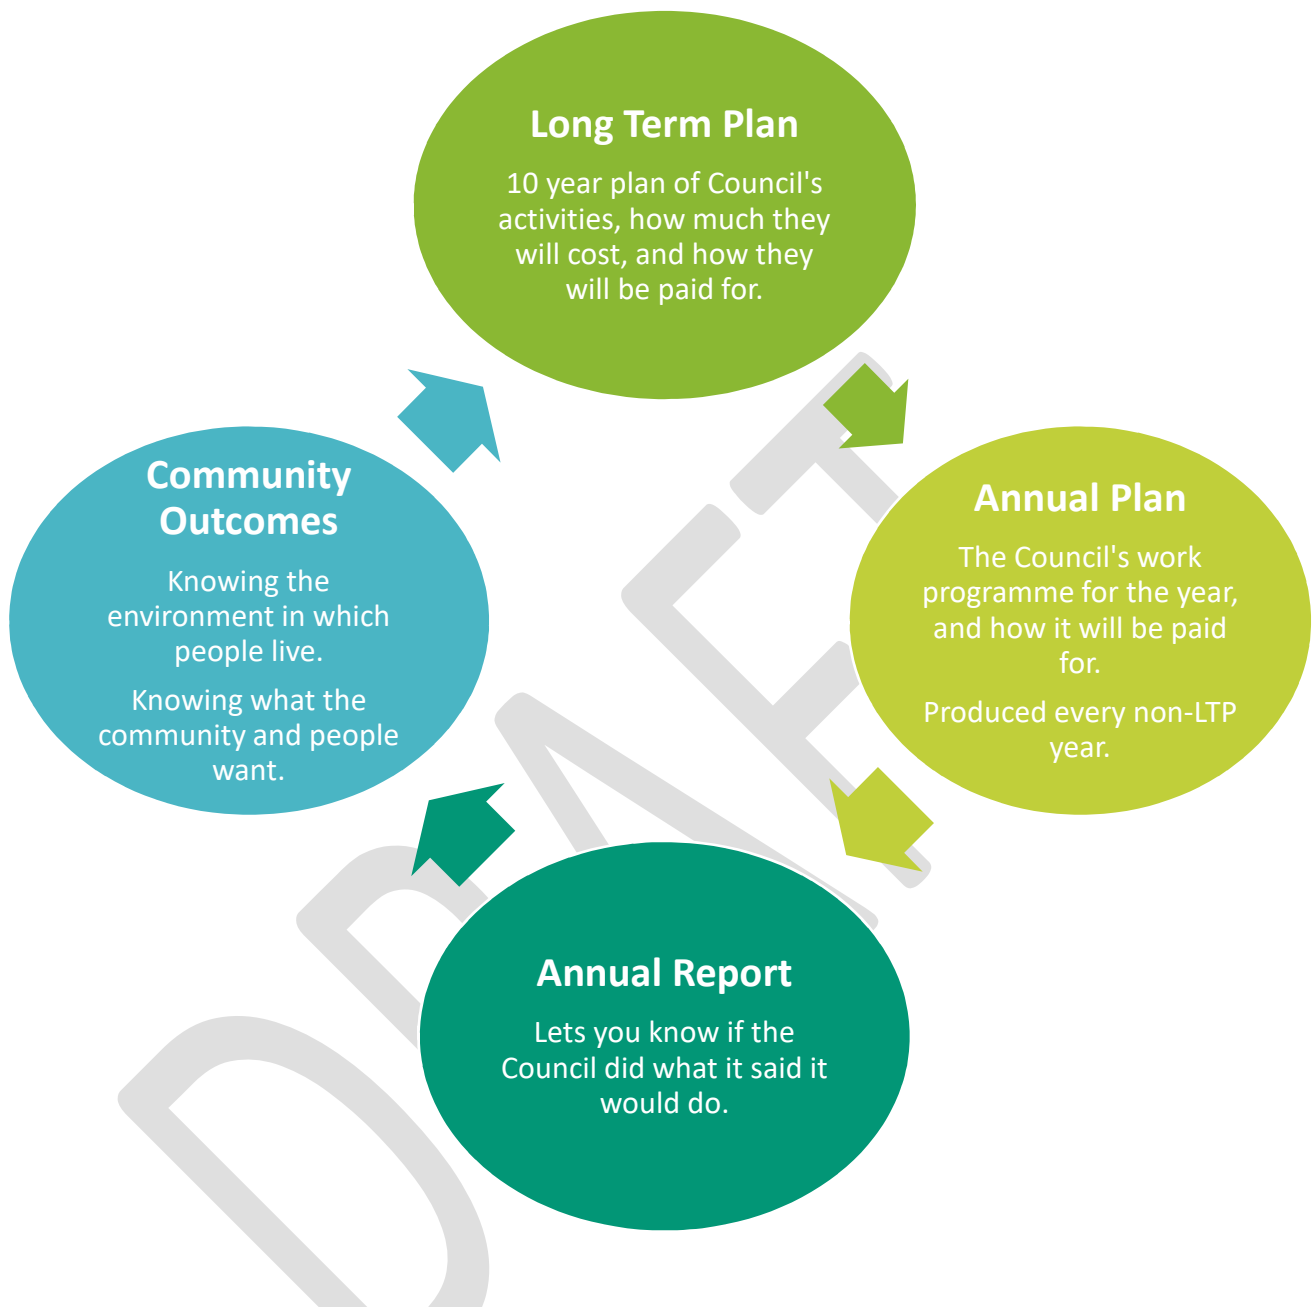 Long Term Plan
10 year plan of Council's
activities, how much they
will cost, and how they
will be paid for.
Community
Outcomes
Knowing the
environment in which
people live.
Knowing what the
community and people
want.
Annual Plan
The Council's work
programme for the year,
and how it will be paid
for.
Produced every non-LTP
year.
Annual Report
Lets you know if the
Council did what it said it
would do.
DRAFT